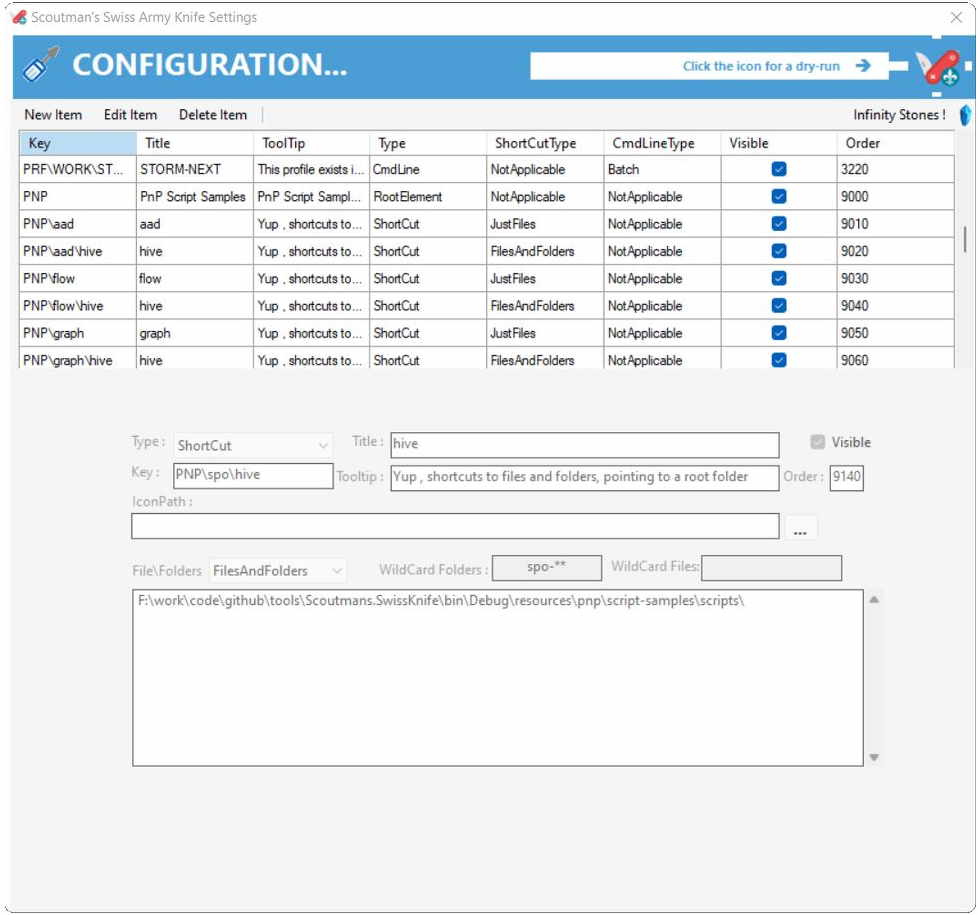 Scoutman's Swiss Army Knife Settings
CONFIGURATION...
Click the icon for a dry-run
New Item Edit Item Delete Item Infinity Stones !
Key Title ToolTip Type ShortCutType CmdLineType Visible Order
PRF\WORK\ST... STORM-NEXT This profile exists i... CmdLine NotApplicable Batch 3220
PNP PnP Script Samples PnP Script Sampl... RootElement NotApplicable NotApplicable 9000
PNP\aad aad Yup , shortcuts to... ShortCut JustFiles NotApplicable 9010
PNP\aad\hive hive Yup , shortcuts to... ShortCut FilesAndFolders NotApplicable 9020
PNP\flow flow Yup , shortcuts to... ShortCut JustFiles NotApplicable 9030
PNP\flow\hive hive Yup , shortcuts to... ShortCut FilesAndFolders NotApplicable 9040
PNP\graph graph Yup , shortcuts to... ShortCut JustFiles NotApplicable 9050
PNP\graph\hive hive Yup , shortcuts to... ShortCut FilesAndFolders NotApplicable 9060
Type : ShortCut Title : hive Visible
Key : PNP\spo\hive Tooltip : Yup , shortcuts to files and folders, pointing to a root folder Order : 9140
IconPath :
...
File\Folders FilesAndFolders WildCard Folders : spo-** WildCard Files:
F:\work\code\github\tools\Scoutmans.SwissKnife\bin\Debug\resources\pnp\script-samples\scripts\